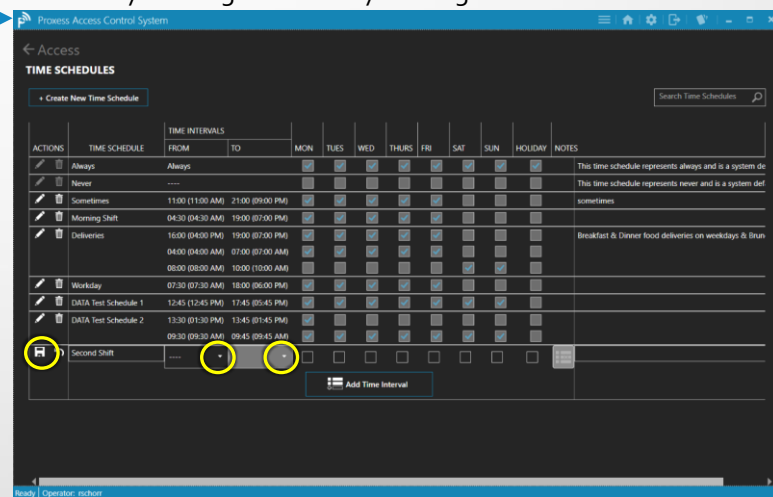 Proxess Access Control System
Access
TIME SCHEDULES
+ Create New Time Schedule
Search Time Schedules
TIME INTERVALS
ACTIONS TIME SCHEDULE FROM TO MON TUES WED THURS FRI SAT SUN HOLIDAY NOTES
Always Always This time schedule represents always and is a system de
Never ---- This time schedule represents never and is a system def
Sometimes 11:00 (11:00 AM) 21:00 (09:00 PM) sometimes
Morning Shift 04:30 (04:30 AM) 19:00 (07:00 PM)
Deliveries 16:00 (04:00 PM) 19:00 (07:00 PM) Breakfast & Dinner food deliveries on weekdays & Brun
04:00 (04:00 AM) 07:00 (07:00 AM)
08:00 (08:00 AM) 10:00 (10:00 AM)
Workday 07:30 (07:30 AM) 18:00 (06:00 PM)
DATA Test Schedule 1 12:45 (12:45 PM) 17:45 (05:45 PM)
DATA Test Schedule 2 13:30 (01:30 PM) 13:45 (01:45 PM)
09:30 (09:30 AM) 09:45 (09:45 AM)
Second Shift ----
Add Time Interval
Ready Operator: rschorr